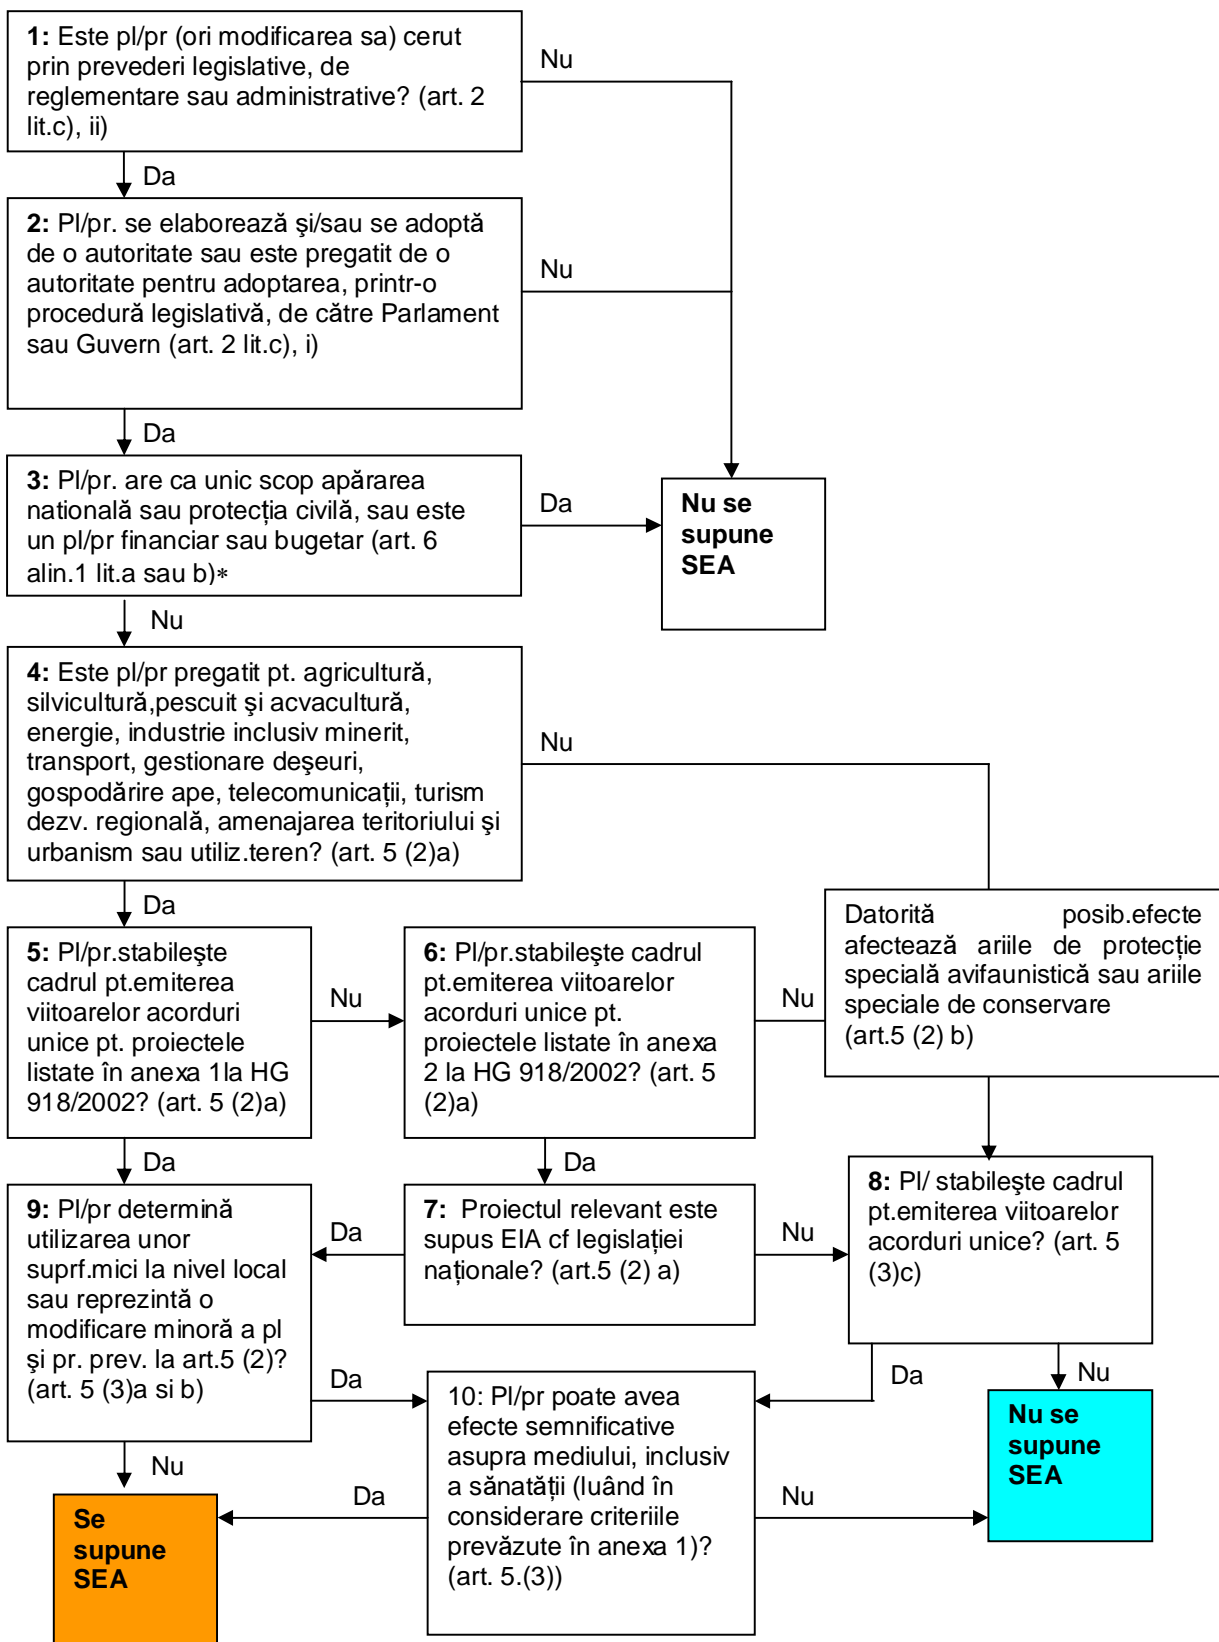 1: Este pl/pr (ori modificarea sa) cerut
prin prevederi legislative, de
reglementare sau administrative? (art. 2
lit.c), ii)
Nu
Da
2: Pl/pr. se elaborează şi/sau se adoptă
de o autoritate sau este pregatit de o
autoritate pentru adoptarea, printr-o
procedură legislativă, de către Parlament
sau Guvern (art. 2 lit.c), i)
Nu
Da
3: Pl/pr. are ca unic scop apărarea
natională sau protecţia civilă, sau este
un pl/pr financiar sau bugetar (art. 6
alin.1 lit.a sau b)*
Da
Nu se
supune
SEA
Nu
4: Este pl/pr pregatit pt. agricultură,
silvicultură,pescuit şi acvacultură,
energie, industrie inclusiv minerit,
transport, gestionare deşeuri,
gospodărire ape, telecomunicaţii, turism
dezv. regională, amenajarea teritoriului şi
urbanism sau utiliz.teren? (art. 5 (2)a)
Nu
Da
5: Pl/pr.stabileşte
cadrul pt.emiterea
viitoarelor acorduri
unice pt. proiectele
listate în anexa 1la HG
918/2002? (art. 5 (2)a)
Nu
6: Pl/pr.stabileşte cadrul
pt.emiterea viitoarelor
acorduri unice pt.
proiectele listate în anexa
2 la HG 918/2002? (art. 5
(2)a)
Nu
Datorită posib.efecte
afectează ariile de protecţie
specială avifaunistică sau ariile
speciale de conservare
(art.5 (2) b)
Da
Da
9: Pl/pr determină
utilizarea unor
suprf.mici la nivel local
sau reprezintă o
modificare minoră a pl
şi pr. prev. la art.5 (2)?
(art. 5 (3)a si b)
Da
7: Proiectul relevant este
supus EIA cf legislaţiei
naţionale? (art.5 (2) a)
Nu
8: Pl/ stabileşte cadrul
pt.emiterea viitoarelor
acorduri unice? (art. 5
(3)c)
Da
Da
Nu
10: Pl/pr poate avea
efecte semnificative
asupra mediului, inclusiv
a sănatăţii (luând în
considerare criteriile
prevăzute în anexa 1)?
(art. 5.(3))
Nu
Da
Nu
Se
supune
SEA
Nu se
supune
SEA